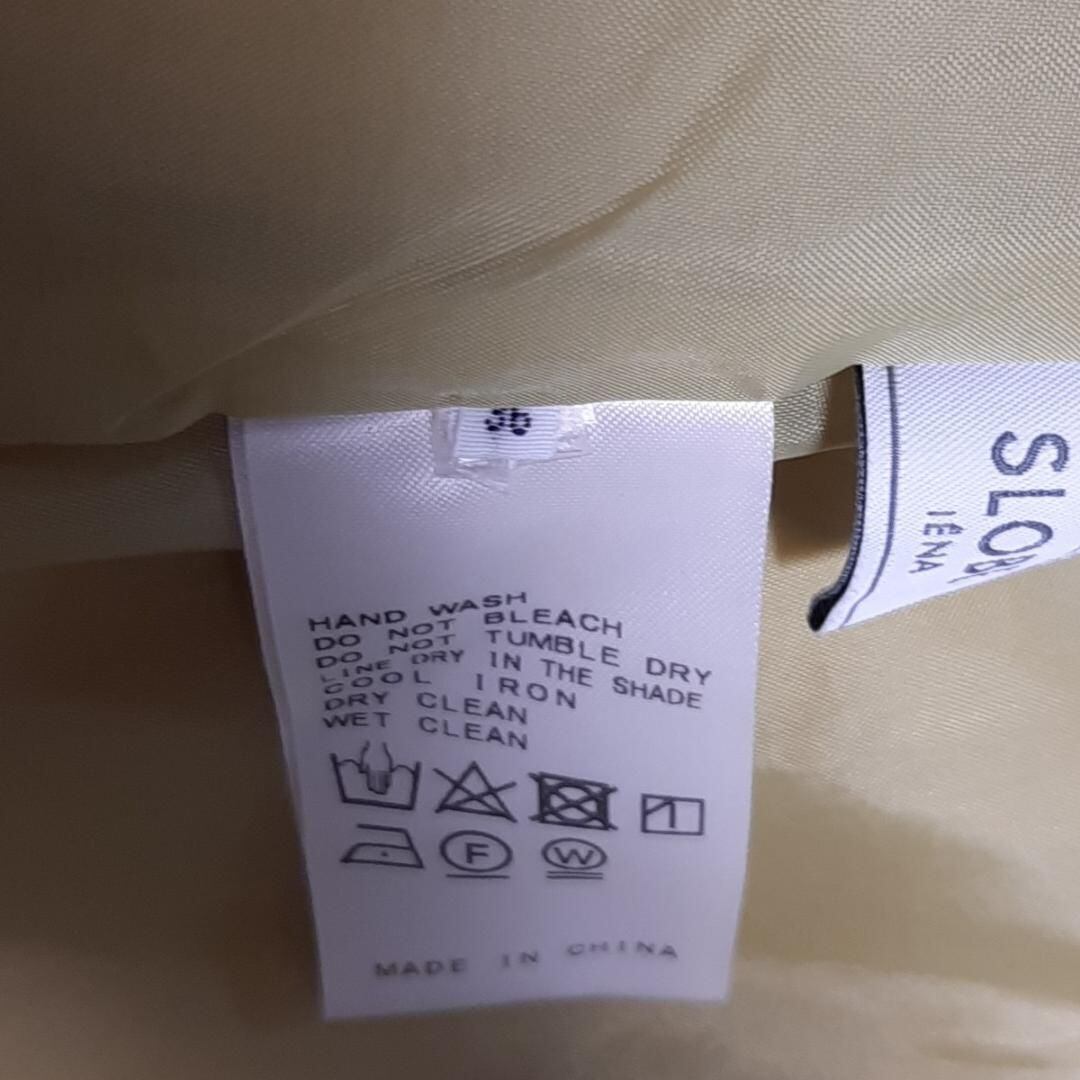 HAND WASH
DO NOT BLEACH
DO NOT TUMBLE DRY
LINE DRY IN THE SHADE
COOL IRON
DRY CLEAN
WET CLEAN
F
W
MADE IN CHINA
SLOB
IÉNA